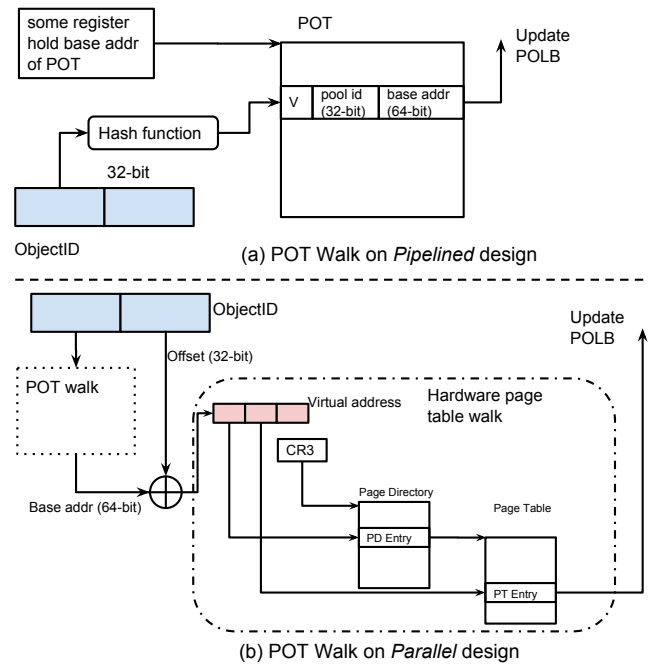 some register
hold base addr
of POT
POT
Update
POLB
V
pool id
(32-bit)
base addr
(64-bit)
Hash function
32-bit
ObjectID
(a) POT Walk on Pipelined design
ObjectID
Update
POLB
Offset (32-bit)
POT walk
Virtual address
Hardware page
table walk
CR3
Base addr (64-bit)
Page Directory
Page Table
PD Entry
PT Entry
(b) POT Walk on Parallel design